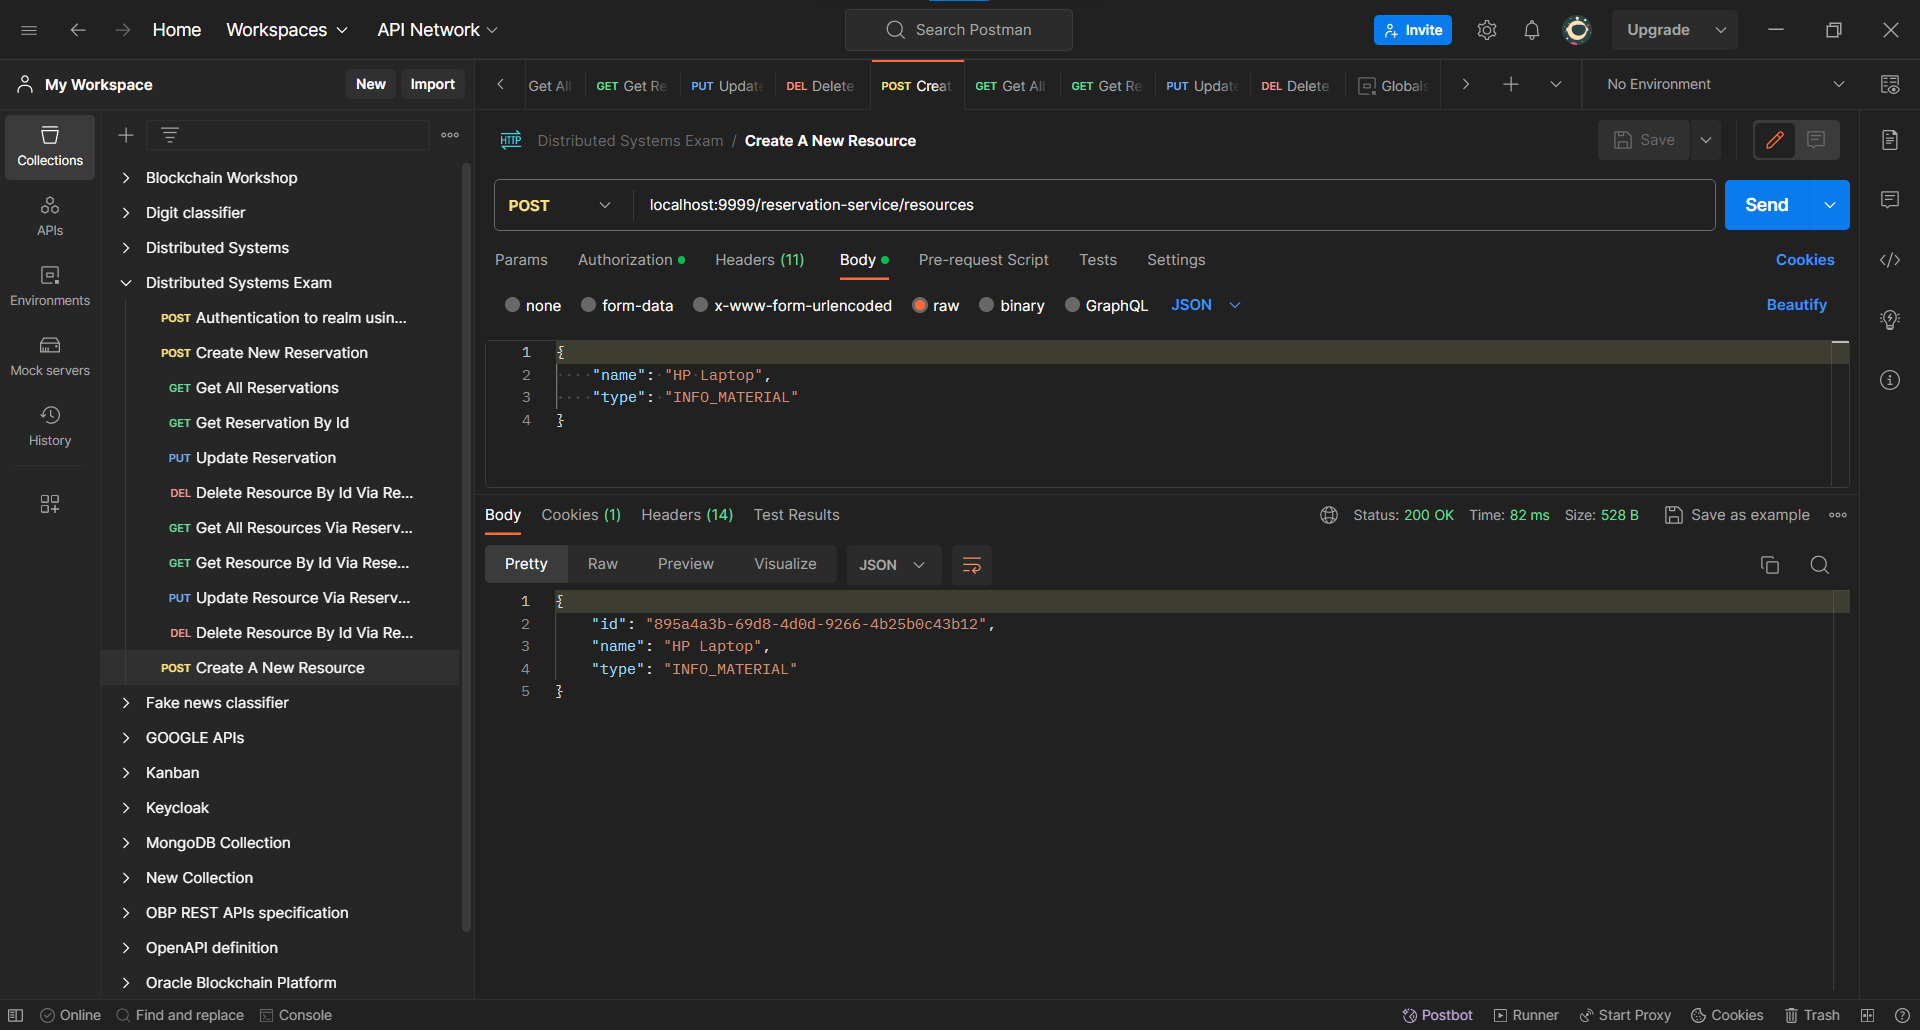 Home Workspaces API Network Search Postman Invite Upgrade
My Workspace New Import
Get All GET Get Re PUT Update DEL Delete POST Creat GET Get All GET Get Re PUT Update DEL Delete Globals No Environment
Collections
APIs
Environments
Mock servers
History
Blockchain Workshop
Digit classifier
Distributed Systems
Distributed Systems Exam
POST Authentication to realm usin...
POST Create New Reservation
GET Get All Reservations
GET Get Reservation By Id
PUT Update Reservation
DEL Delete Resource By Id Via Re...
GET Get All Resources Via Reserv...
GET Get Resource By Id Via Rese...
PUT Update Resource Via Reserv...
DEL Delete Resource By Id Via Re...
POST Create A New Resource
Fake news classifier
GOOGLE APIs
Kanban
Keycloak
MongoDB Collection
New Collection
OBP REST APIs specification
OpenAPI definition
Oracle Blockchain Platform
HTTP Distributed Systems Exam / Create A New Resource Save
POST localhost:9999/reservation-service/resources Send
Params Authorization Headers (11) Body Pre-request Script Tests Settings Cookies
none form-data x-www-form-urlencoded raw binary GraphQL JSON Beautify
1 {
2 "name": "HP Laptop",
3 "type": "INFO_MATERIAL"
4 }
Body Cookies (1) Headers (14) Test Results Status: 200 OK Time: 82 ms Size: 528 B Save as example
Pretty Raw Preview Visualize JSON
1 {
2 "id": "895a4a3b-69d8-4d0d-9266-4b25b0c43b12",
3 "name": "HP Laptop",
4 "type": "INFO_MATERIAL"
5 }
Online Find and replace Console Postbot Runner Start Proxy Cookies Trash